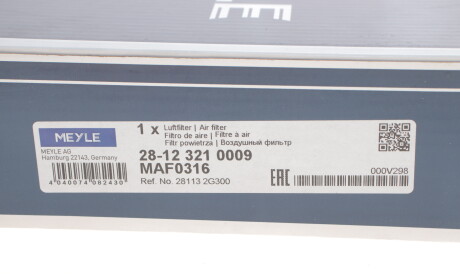 MEYLE
MEYLE AG
Hamburg 22143, Germany
4 040074 082430
1 x Luftfilter | Air filter
Filtro de aire | Filtre à air
Filtr powietrza | Воздушный фильтр
28-12 321 0009
MAF0316
Ref. No. 28113 2G300
EAC
000V298